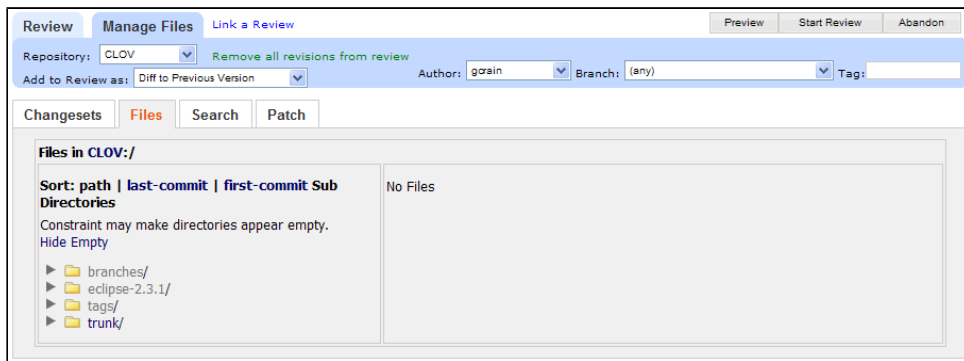 Review Manage Files Link a Review Preview Start Review Abandon
Repository: CLOV Remove all revisions from review
Add to Review as: Diff to Previous Version Author: gcrain Branch: (any) Tag:
Changesets Files Search Patch
Files in CLOV:/
Sort: path | last-commit | first-commit Sub
Directories
No Files
Constraint may make directories appear empty.
Hide Empty
branches/
eclipse-2.3.1/
tags/
trunk/